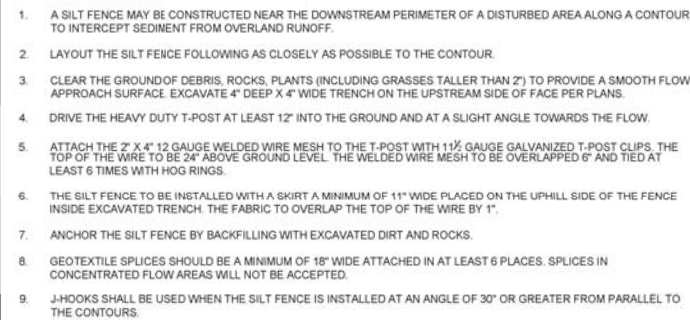 1. A SILT FENCE MAY BE CONSTRUCTED NEAR THE DOWNSTREAM PERIMETER OF A DISTURBED AREA ALONG A CONTOUR
TO INTERCEPT SEDIMENT FROM OVERLAND RUNOFF.
2. LAYOUT THE SILT FENCE FOLLOWING AS CLOSELY AS POSSIBLE TO THE CONTOUR.
3. CLEAR THE GROUND OF DEBRIS, ROCKS, PLANTS (INCLUDING GRASSES TALLER THAN 2") TO PROVIDE A SMOOTH FLOW
APPROACH SURFACE. EXCAVATE 4" DEEP X 4" WIDE TRENCH ON THE UPSTREAM SIDE OF FACE PER PLANS.
4. DRIVE THE HEAVY DUTY T-POST AT LEAST 12" INTO THE GROUND AND AT A SLIGHT ANGLE TOWARDS THE FLOW.
5. ATTACH THE 2" X 4" 12 GAUGE WELDED WIRE MESH TO THE T-POST WITH 11½ GAUGE GALVANIZED T-POST CLIPS. THE
TOP OF THE WIRE TO BE 24" ABOVE GROUND LEVEL. THE WELDED WIRE MESH TO BE OVERLAPPED 6" AND TIED AT
LEAST 6 TIMES WITH HOG RINGS.
6. THE SILT FENCE TO BE INSTALLED WITH A SKIRT A MINIMUM OF 11" WIDE PLACED ON THE UPHILL SIDE OF THE FENCE
INSIDE EXCAVATED TRENCH. THE FABRIC TO OVERLAP THE TOP OF THE WIRE BY 1".
7. ANCHOR THE SILT FENCE BY BACKFILLING WITH EXCAVATED DIRT AND ROCKS.
8. GEOTEXTILE SPLICES SHOULD BE A MINIMUM OF 18" WIDE ATTACHED IN AT LEAST 6 PLACES. SPLICES IN
CONCENTRATED FLOW AREAS WILL NOT BE ACCEPTED.
9. J-HOOKS SHALL BE USED WHEN THE SILT FENCE IS INSTALLED AT AN ANGLE OF 30° OR GREATER FROM PARALLEL TO
THE CONTOURS.